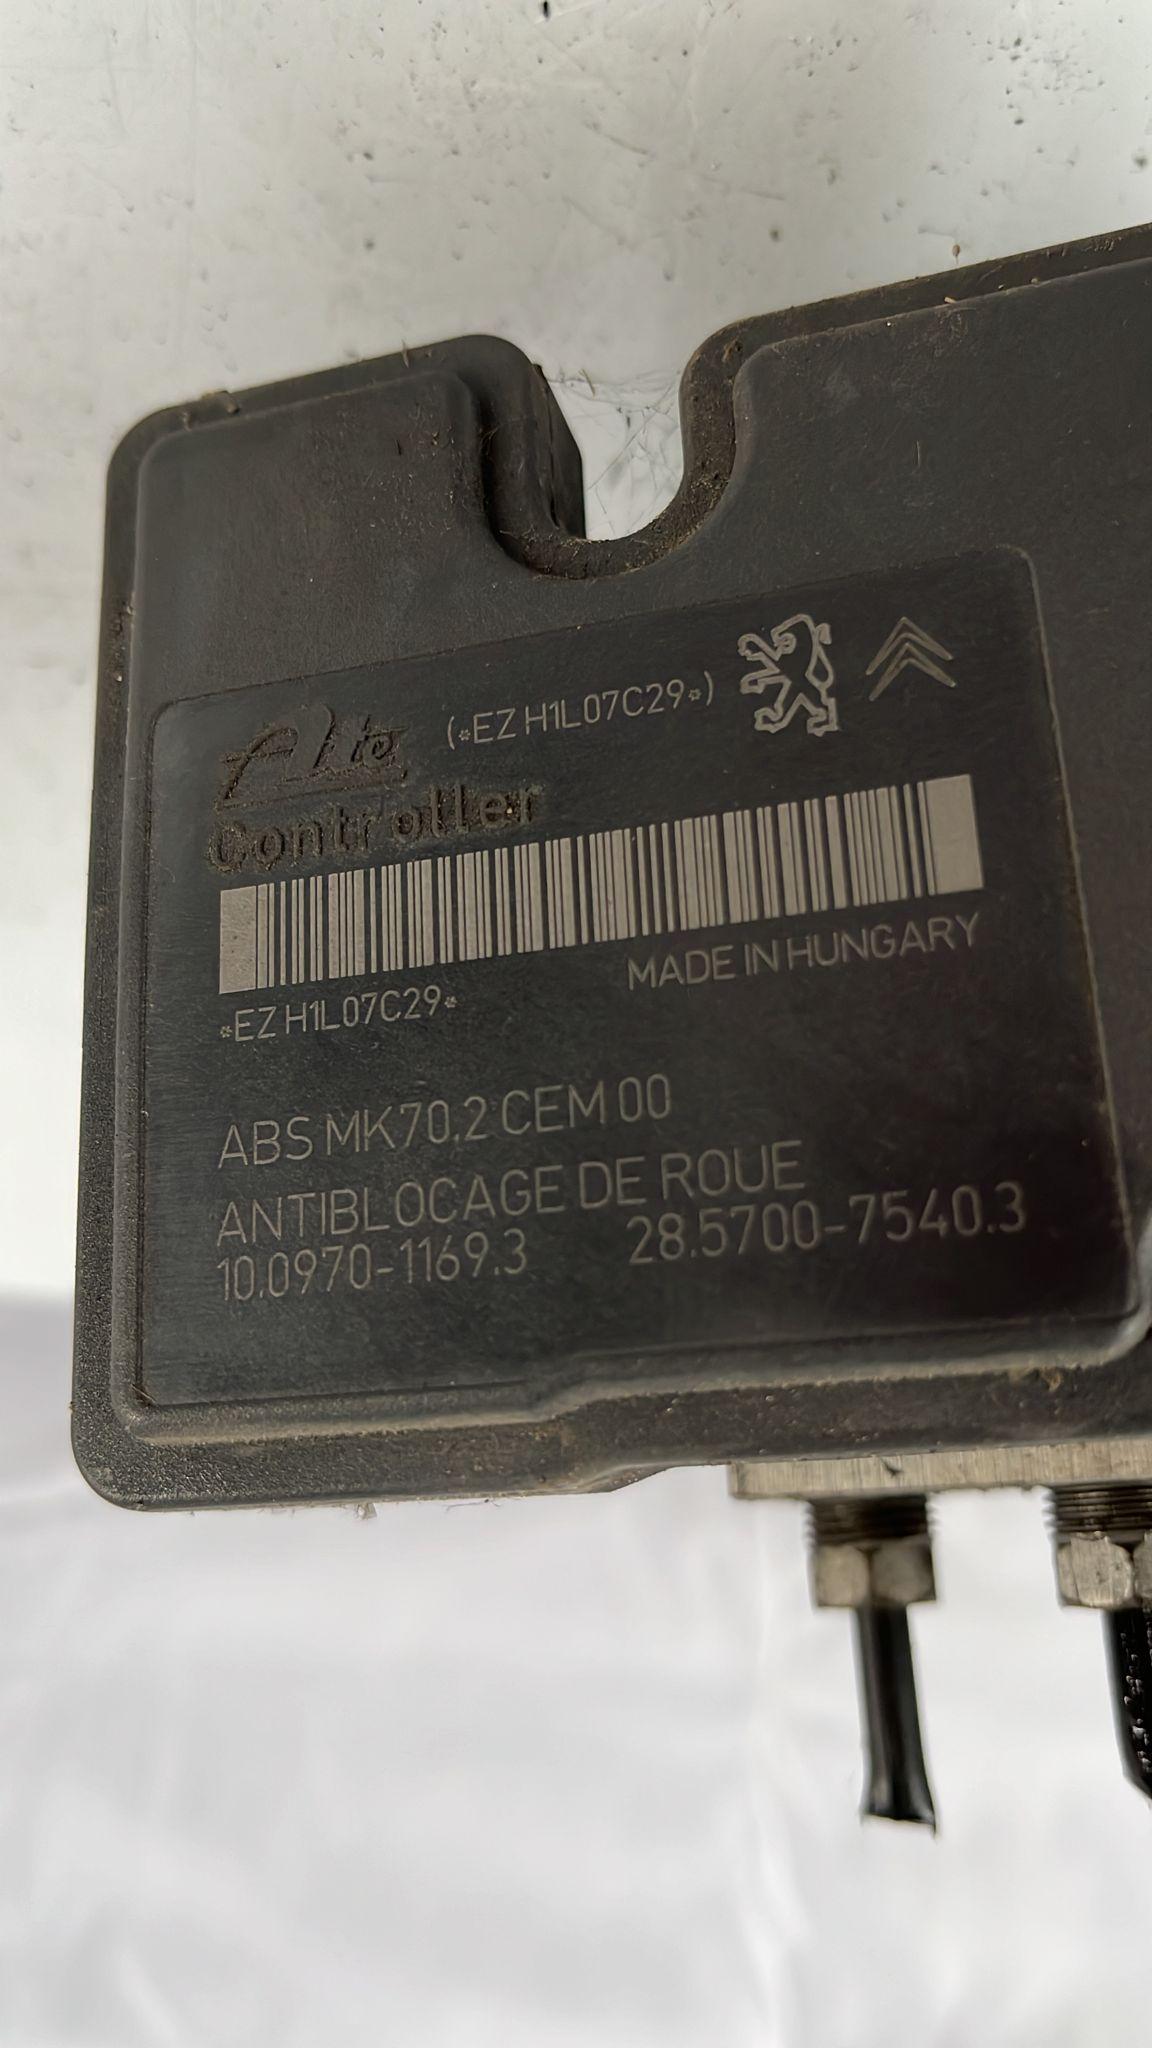 Ate (*EZ H1L07C29*)
Controller
MADE IN HUNGARY
*EZ H1L07C29*
ABS MK70.2 CEM 00
ANTIBLOCAGE DE ROUE
10.0970-1169.3 28.5700-7540.3